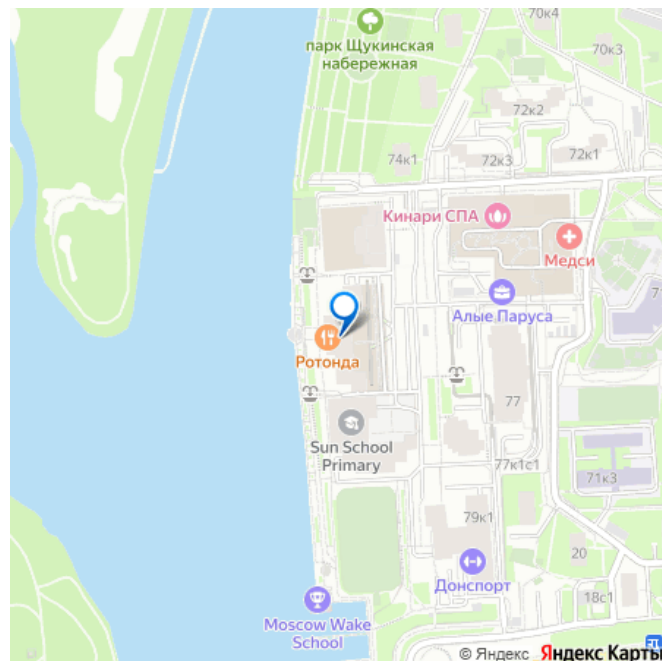 70к4
парк Щукинская
набережная
70к3
72к2
74к1
72к3
72к1
Кинари СПА
Медси
Алые Паруса
Ротонда
77
Sun School
Primary
77к1с1
71к3
79к1
20
Донспорт
18с1
Moscow Wake
School
© Яндекс Яндекс Карты